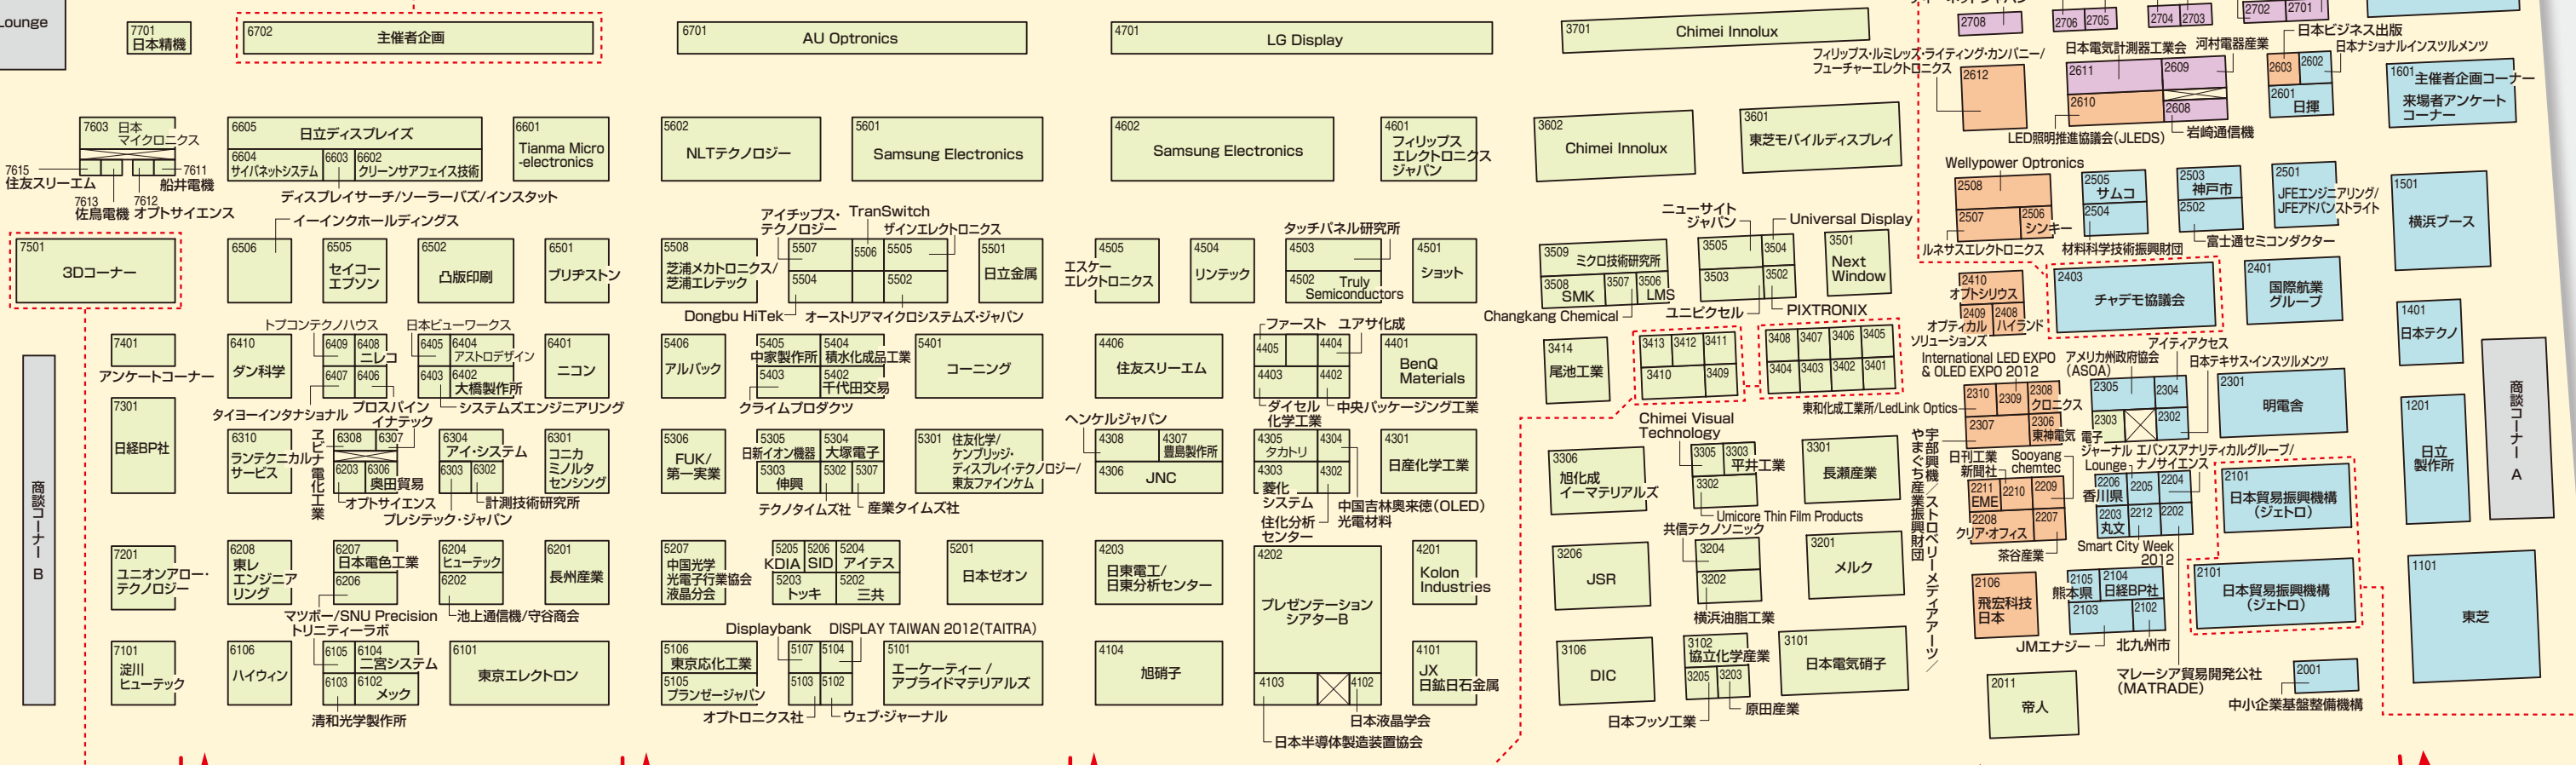 Lounge
7701
日本精機
6702
主催者企画
6701
AU Optronics
4701
LG Display
3701
Chimei Innolux
2708
2706
2705
2704
2703
2702
2701
日本ビジネス出版
日本電気計測器工業会
河村電器産業
日本ナショナルインスツルメンツ
フィリップス・ルミレッズ・ライティング・カンパニー/
フューチャーエレクトロニクス
2612
2611
2609
2610
2608
LED照明推進協議会(JLEDS)
岩崎通信機
2603
2602
2601
日揮
1601
主催者企画コーナー
来場者アンケート
コーナー
7603
日本
マイクロニクス
7615
住友スリーエム
7611
船井電機
7613
佐鳥電機
7612
オプトサイエンス
6605
日立ディスプレイズ
6604
サイバネットシステム
6603
6602
クリーンサアフェイス技術
ディスプレイサーチ/ソーラーバズ/インスタット
6601
Tianma Micro
-electronics
5602
NLTテクノロジー
5601
Samsung Electronics
4602
Samsung Electronics
4601
フィリップス
エレクトロニクス
ジャパン
3602
Chimei Innolux
3601
東芝モバイルディスプレイ
Wellypower Optronics
2508
2507
2506
シンキー
ルネサスエレクトロニクス
2505
サムコ
2504
材料科学技術振興財団
2503
神戸市
2502
富士通セミコンダクター
2501
JFEエンジニアリング/
JFEアドバンストライト
1501
横浜ブース
7501
3Dコーナー
イーインクホールディングス
6506
6505
セイコー
エプソン
6502
凸版印刷
6501
ブリヂストン
5508
芝浦メカトロニクス/
芝浦エレテック
アイチップス・
テクノロジー
TranSwitch
ザインエレクトロニクス
5507
5506
5505
5504
5502
Dongbu HiTek
オーストリアマイクロシステムズ・ジャパン
5501
日立金属
4505
エスケー
エレクトロニクス
4504
リンテック
タッチパネル研究所
4503
4502
Truly
Semiconductors
4501
ショット
3509
ミクロ技術研究所
3508
SMK
3507
3506
LMS
Changkang Chemical
ニューサイト
ジャパン
Universal Display
3505
3504
3503
3502
ユニピクセル
PIXTRONIX
3501
Next
Window
2410
オプトシリウス
2409
2408
オプティカル
ソリューションズ
ハイランド
2403
チャデモ協議会
2401
国際航業
グループ
1401
日本テクノ
商談コーナー A
商談コーナー B
7401
アンケートコーナー
6410
ダン科学
トプコンテクノハウス
6409
6408
ニレコ
6407
6406
タイヨーインタナショナル
プロスパイン
日本ビューワークス
6405
6404
アストロデザイン
6403
6402
大橋製作所
システムズエンジニアリング
6401
ニコン
5406
アルバック
5405
中家製作所
5404
積水化成品工業
5403
5402
千代田交易
クライムプロダクツ
5401
コーニング
4406
住友スリーエム
ファースト
ユアサ化成
4405
4404
4403
4402
ダイセル
化学工業
中央パッケージング工業
4401
BenQ
Materials
3414
尾池工業
3413
3412
3411
3410
3409
3408
3407
3406
3405
3404
3403
3402
3401
International LED EXPO
& OLED EXPO 2012
2310
2309
2308
クロニクス
東和化成工業所/LedLink Optics
2307
2306
東神電気
アメリカ州政府協会
(ASOA)
アイティアクセス
日本テキサス・インスツルメンツ
2305
2304
2303
2302
電子
ジャーナル
2301
明電舎
1201
日立
製作所
7301
日経BP社
6310
ランテクニカル
サービス
エビナ電化工業
イナテック
6308
6307
6203
6306
奥田貿易
オプトサイエンス
6304
アイ・システム
6303
6302
計測技術研究所
プレシテック・ジャパン
6301
コニカ
ミノルタ
センシング
5306
FUK/
第一実業
5305
日新イオン機器
5304
大塚電子
5303
伸興
5302
5307
テクノタイムズ社
産業タイムズ社
5301
住友化学/
ケンブリッジ・
ディスプレイ・テクノロジー/
東友ファインケム
ヘンケルジャパン
4308
4307
豊島製作所
4306
JNC
4305
タカトリ
4304
4303
菱化
システム
4302
住化分析
センター
中国吉林奥来徳(OLED)
光電材料
4301
日産化学工業
3306
旭化成
イーマテリアルズ
Chimei Visual
Technology
3305
3303
平井工業
3302
Umicore Thin Film Products
3301
長瀬産業
宇部興機/ストロベリーメディアアーツ/
やまぐち産業振興財団
日刊工業
新聞社
Sooyang
chemtec
2211
EME
2210
2209
2208
クリア・オフィス
2207
茶谷産業
Lounge
エバンスアナリティカルグループ/
ナノサイエンス
2206
香川県
2205
2204
2203
丸文
2212
2202
Smart City Week
2012
2101
日本貿易振興機構
(ジェトロ)
7201
ユニオンアロー・
テクノロジー
6208
東レ
エンジニア
リング
6207
日本電色工業
6206
マツボー/SNU Precision
6204
ヒューテック
6202
池上通信機/守谷商会
6201
長州産業
5207
中国光学
光電子行業協会
液晶分会
5205
KDIA
5206
SID
5204
アイテス
5203
トッキ
5202
三共
5201
日本ゼオン
4203
日東電工/
日東分析センター
4202
プレゼンテーション
シアターB
4201
Kolon
Industries
3206
JSR
共信テクノソニック
3204
3202
横浜油脂工業
3201
メルク
2106
飛宏科技
日本
2105
熊本県
2104
日経BP社
2103
2102
JMエナジー
北九州市
2101
日本貿易振興機構
(ジェトロ)
1101
東芝
7101
淀川
ヒューテック
6106
ハイウィン
トリニティーラボ
6105
6104
二宮システム
6103
6102
メック
清和光学製作所
6101
東京エレクトロン
5106
東京応化工業
5105
ブランゼージャパン
Displaybank
DISPLAY TAIWAN 2012(TAITRA)
5107
5104
5103
5102
オプトロニクス社
ウェブ・ジャーナル
5101
エーケーティー/
アプライドマテリアルズ
4104
旭硝子
4103
4102
日本液晶学会
日本半導体製造装置協会
4101
JX
日鉱日石金属
3106
DIC
3102
協立化学産業
3205
3203
日本フッソ工業
原田産業
3101
日本電気硝子
2011
帝人
マレーシア貿易開発公社
(MATRADE)
2001
中小企業基盤整備機構